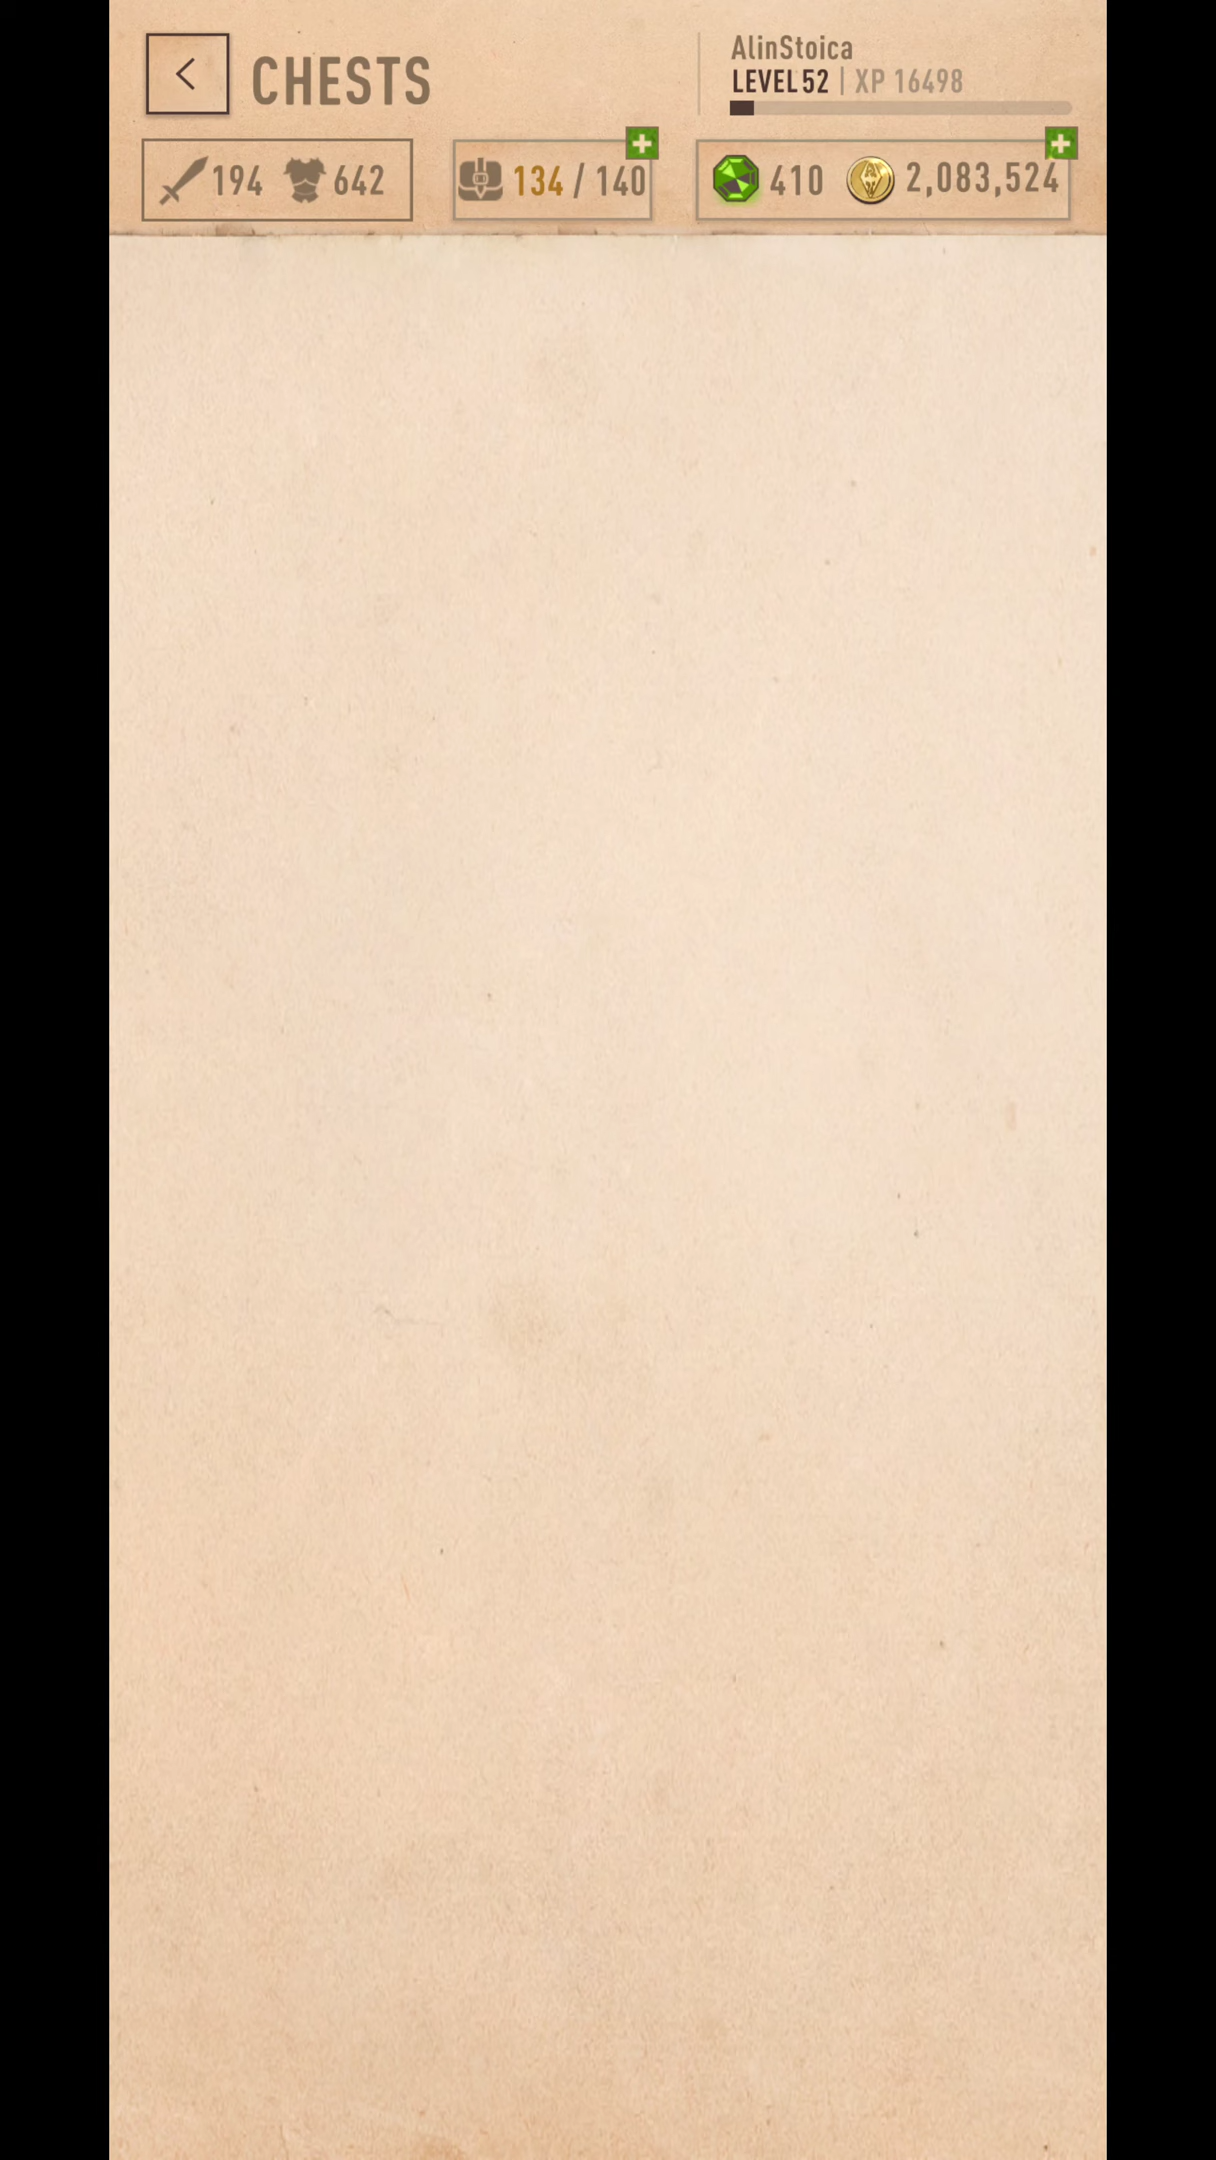 CHESTS
AlinStoica
LEVEL 52 | XP 16498
194 642
134 / 140
410 2,083,524